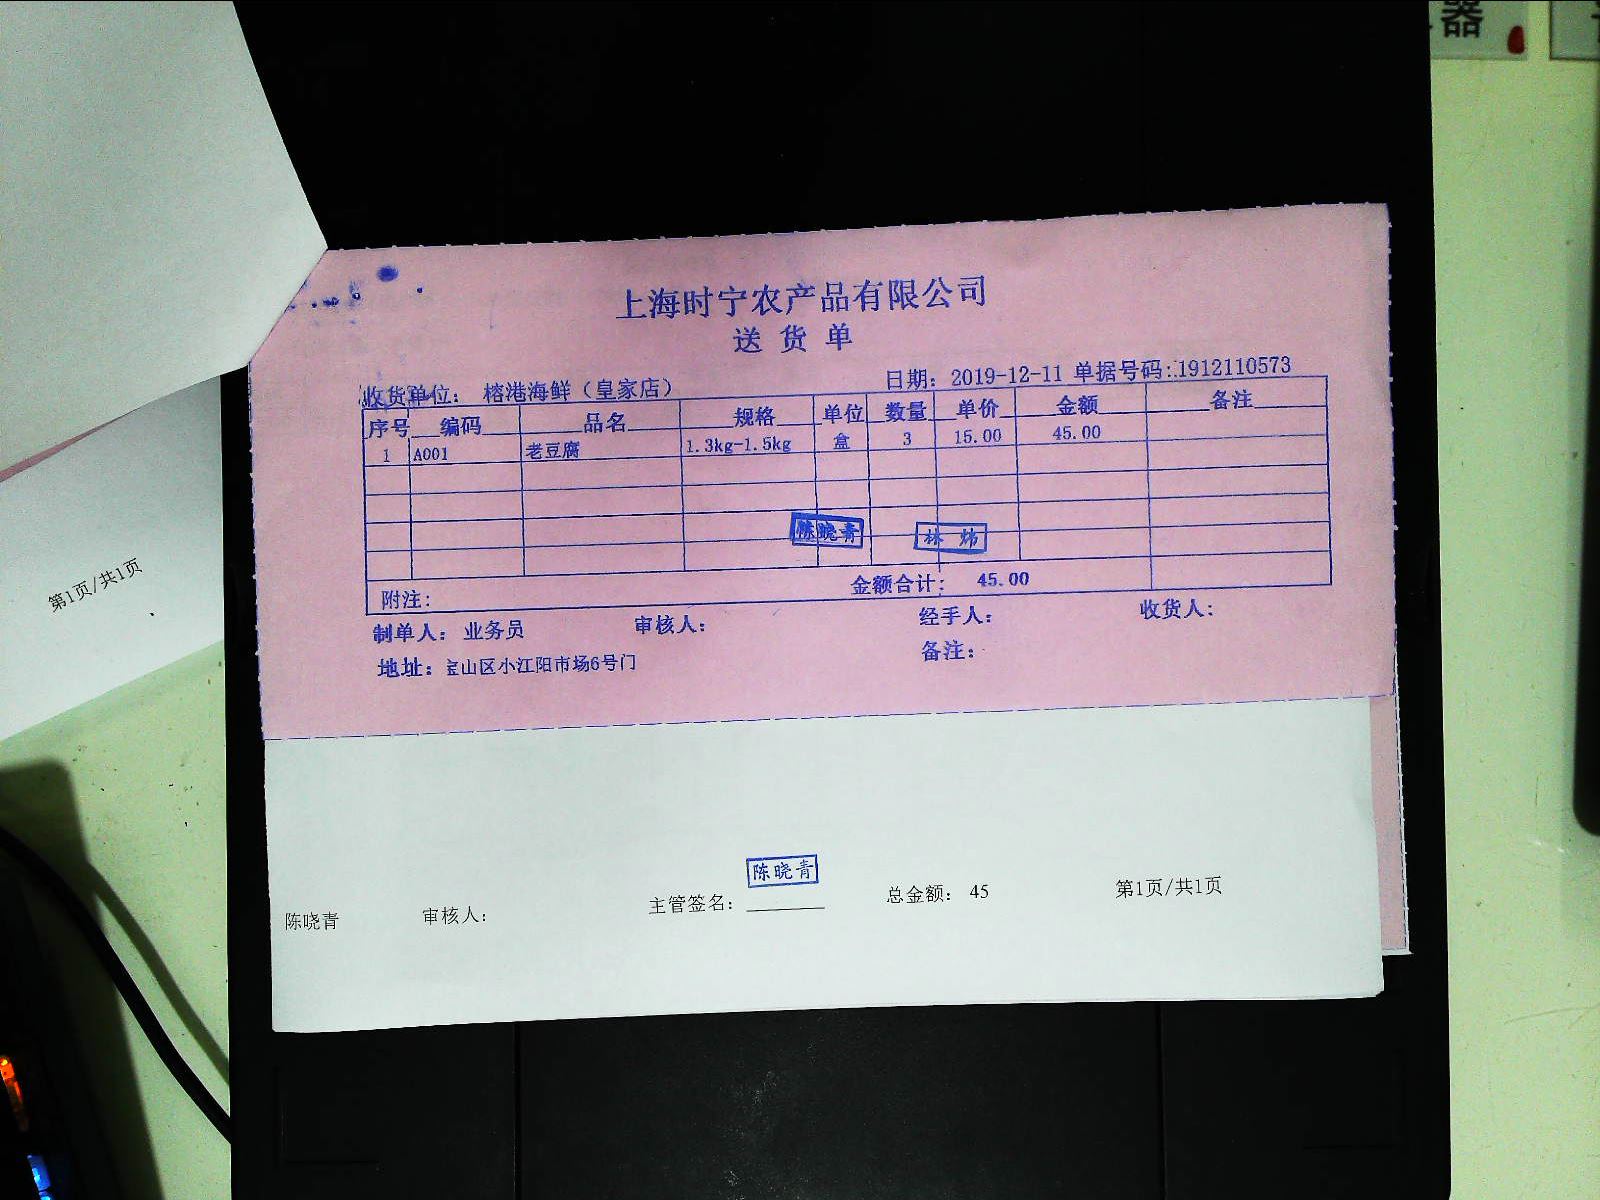 器
上海时宁农产品有限公司
送货单
收货单位: 榕港海鲜（皇家店） 日期: 2019-12-11 单据号码: 1912110573
序号 编码 品名 规格 单位 数量 单价 金额 备注
1 A001 老豆腐 1.3kg-1.5kg 盒 3 15.00 45.00
陈晓青 林炜
附注: 金额合计: 45.00
制单人: 业务员 审核人: 经手人: 收货人:
地址: 宝山区小江阳市场6号门 备注:
第1页/共1页
陈晓青
陈晓青 审核人: 主管签名: 总金额: 45 第1页/共1页